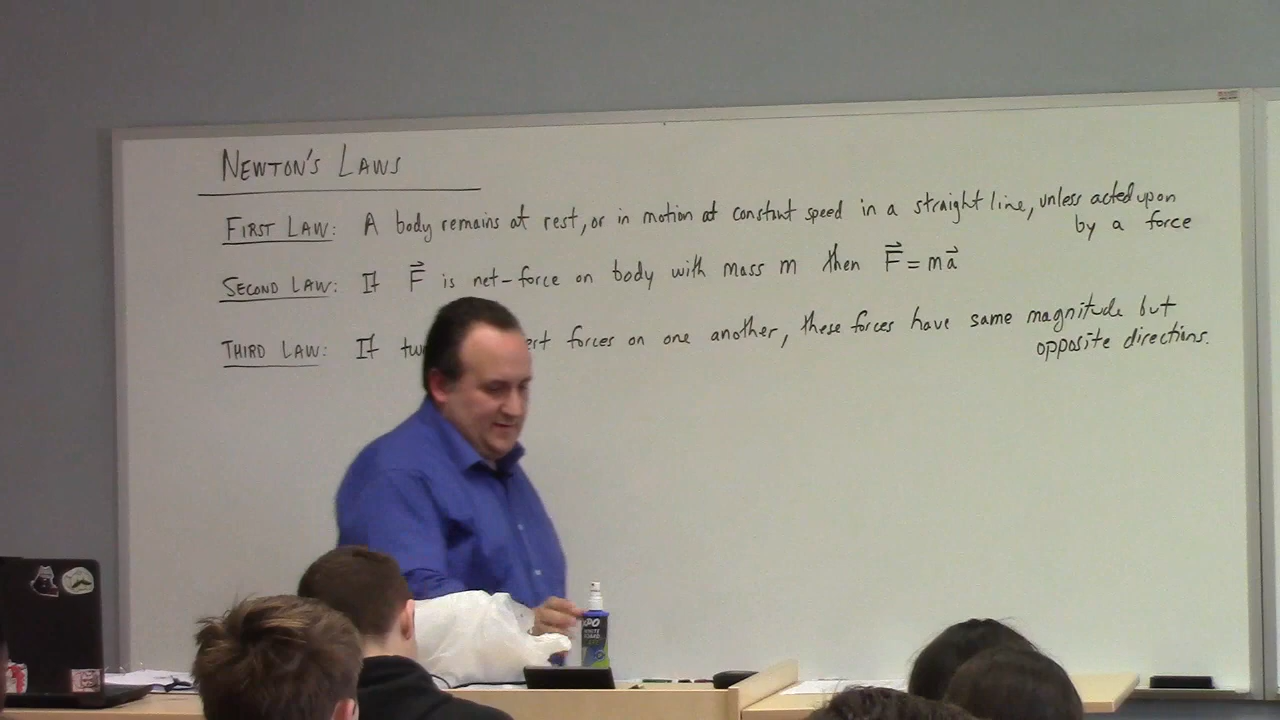 NEWTON'S LAWS
FIRST LAW: A body remains at rest, or in motion at constant speed in a straight line, unless acted upon
by a force
SECOND LAW: If F⃗ is net-force on body with mass m then F⃗ = ma⃗
THIRD LAW: If forces on one another, these forces have same magnitude but
opposite directions.